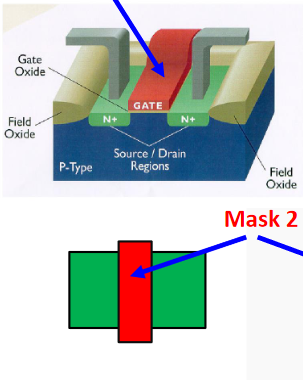 Gate
Oxide
GATE
Field
Oxide
N+
N+
Source / Drain
Regions
P-Type
Field
Oxide
Mask 2